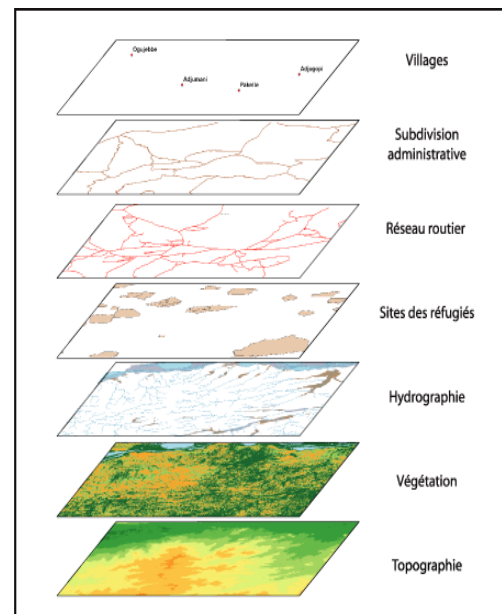 Ogujebbe
Adjugopi
Adjumani
Pakelle
Villages
Subdivision
administrative
Réseau routier
Sites des réfugiés
Hydrographie
Végétation
Topographie